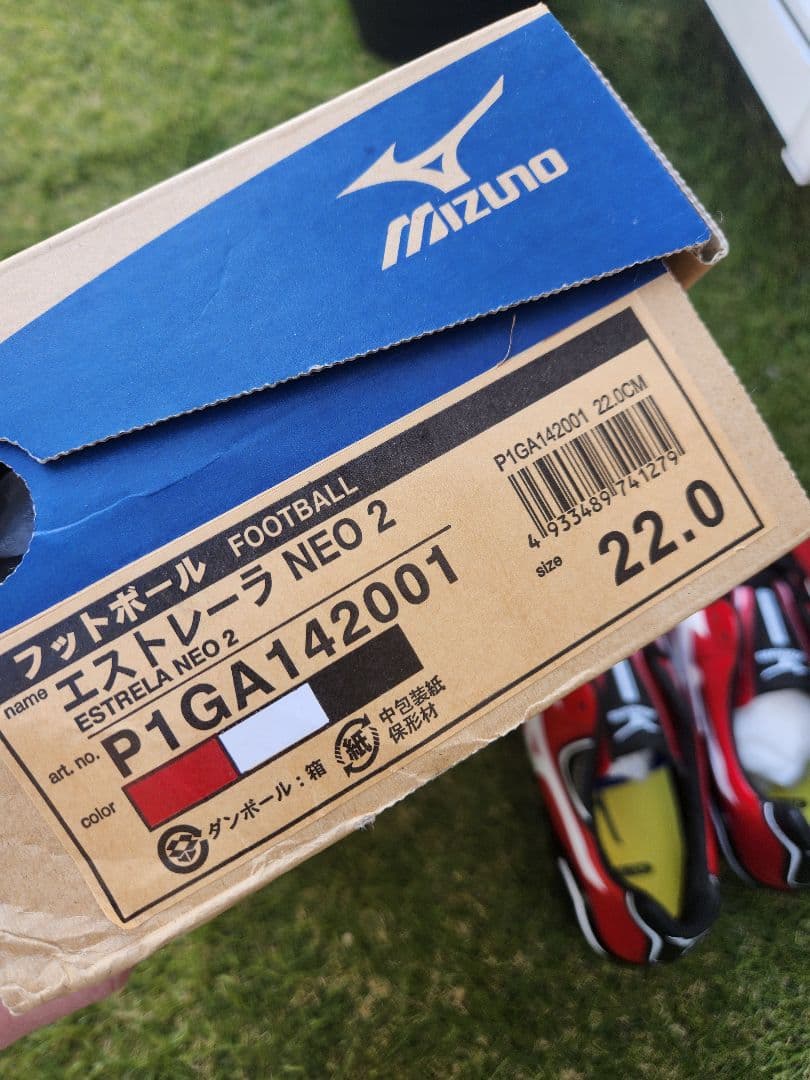 mizuno
フットボール FOOTBALL
name エストレーラ NEO 2
ESTRELA NEO 2
art. no. P1GA142001
color
P1GA142001 22.0CM
4 933489 741279
size 22.0
ダンボール:箱
紙 中包装紙
保形材
K